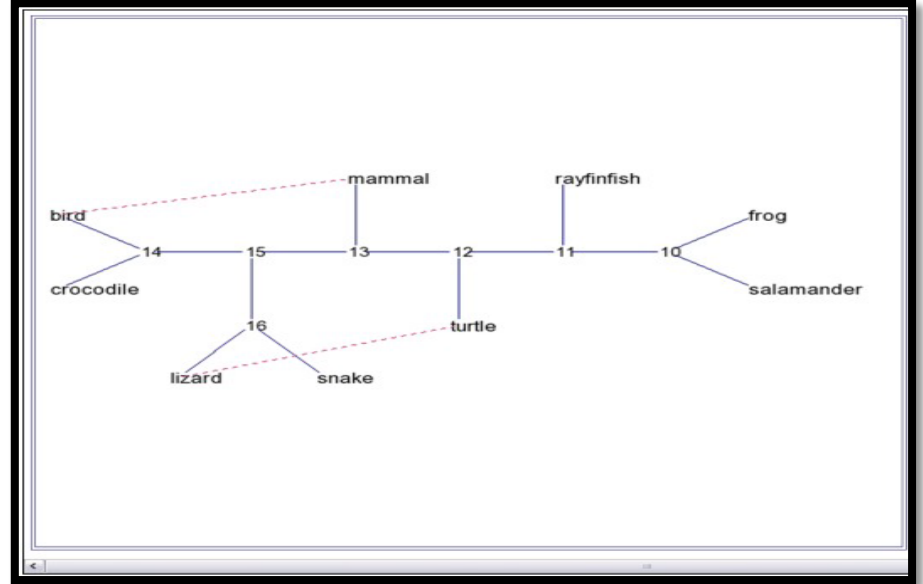 mammal
rayfinfish
bird
frog
14
15
13
12
11
10
crocodile
salamander
16
turtle
lizard
snake